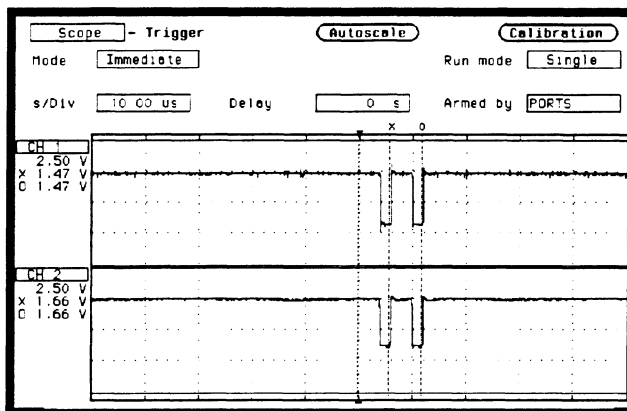 Scope - Trigger Autoscale Calibration
Mode Immediate Run mode Single
s/Div 10.00 us Delay 0 s Armed by PORTS
X O
CH 1
2.50 V
X 1.47 V
O 1.47 V
CH 2
2.50 V
X 1.66 V
O 1.66 V